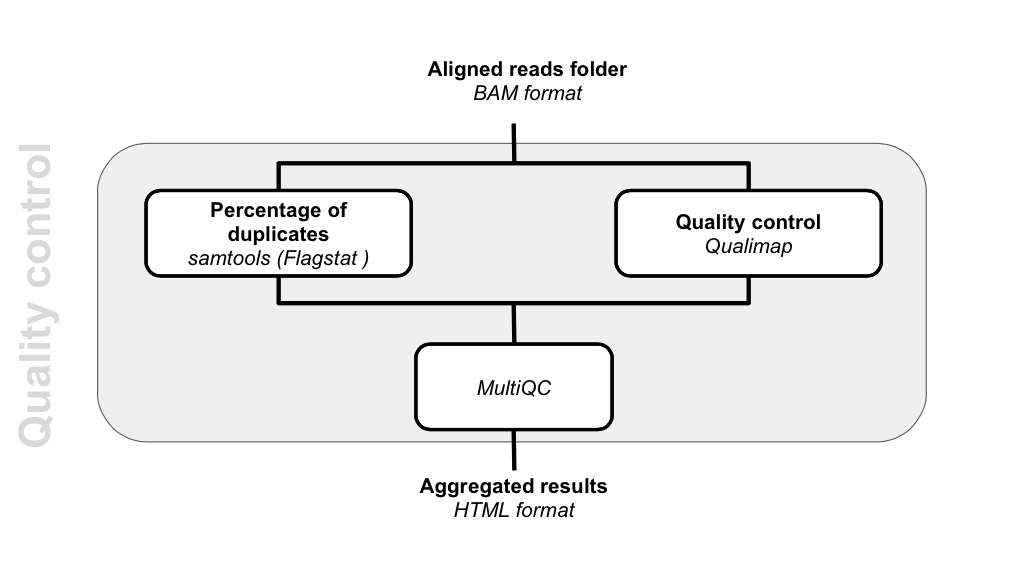 Quality control
Aligned reads folder
BAM format
Percentage of
duplicates
samtools (Flagstat )
Quality control
Qualimap
MultiQC
Aggregated results
HTML format